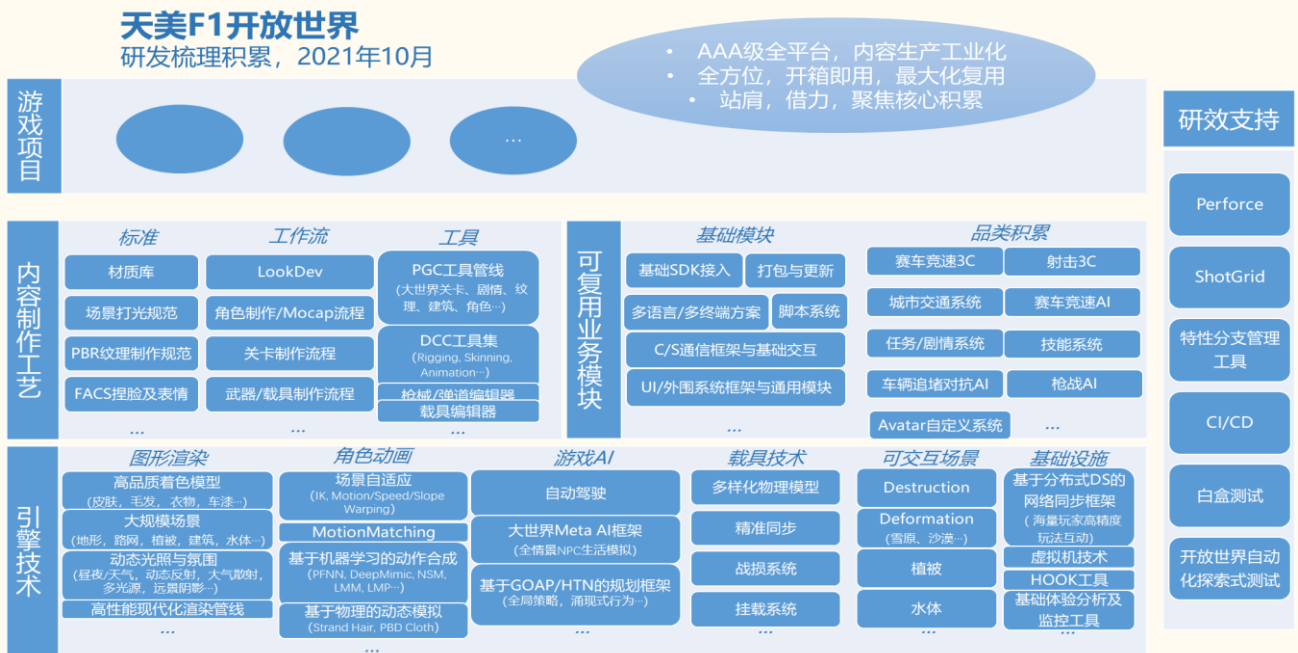 天美F1开放世界
研发梳理积累，2021年10月
• AAA级全平台，内容生产工业化
• 全方位，开箱即用，最大化复用
• 站肩，借力，聚焦核心积累
游戏项目
…
内容制作工艺
标准
材质库
场景打光规范
PBR纹理制作规范
FACS捏脸及表情
…
工作流
LookDev
角色制作/Mocap流程
关卡制作流程
武器/载具制作流程
…
工具
PGC工具管线
(大世界关卡、剧情、纹
理、建筑、角色…)
DCC工具集
(Rigging, Skinning,
Animation…)
枪械/弹道编辑器
载具编辑器
…
可复用业务模块
基础模块
基础SDK接入
打包与更新
多语言/多终端方案
脚本系统
C/S通信框架与基础交互
UI/外围系统框架与通用模块
…
品类积累
赛车竞速3C
射击3C
城市交通系统
赛车竞速AI
任务/剧情系统
技能系统
车辆追堵对抗AI
枪战AI
Avatar自定义系统
…
引擎技术
图形渲染
高品质着色模型
(皮肤，毛发，衣物，车漆…)
大规模场景
(地形，路网，植被，建筑，水体…)
动态光照与氛围
(昼夜/天气，动态反射，大气散射，
多光源，远景阴影…)
高性能现代化渲染管线
…
角色动画
场景自适应
(IK, Motion/Speed/Slope
Warping)
MotionMatching
基于机器学习的动作合成
(PFNN, DeepMimic, NSM,
LMM, LMP…)
基于物理的动态模拟
(Strand Hair, PBD Cloth)
…
游戏AI
自动驾驶
大世界Meta AI框架
(全情景NPC生活模拟)
基于GOAP/HTN的规划框架
(全局策略，涌现式行为…)
…
载具技术
多样化物理模型
精准同步
战损系统
挂载系统
…
可交互场景
Destruction
Deformation
(雪原、沙漠…)
植被
水体
…
基础设施
基于分布式DS的
网络同步框架
( 海量玩家高精度
玩法互动)
虚拟机技术
HOOK工具
基础体验分析及
监控工具
…
研效支持
Perforce
ShotGrid
特性分支管理
工具
CI/CD
白盒测试
开放世界自动
化探索式测试